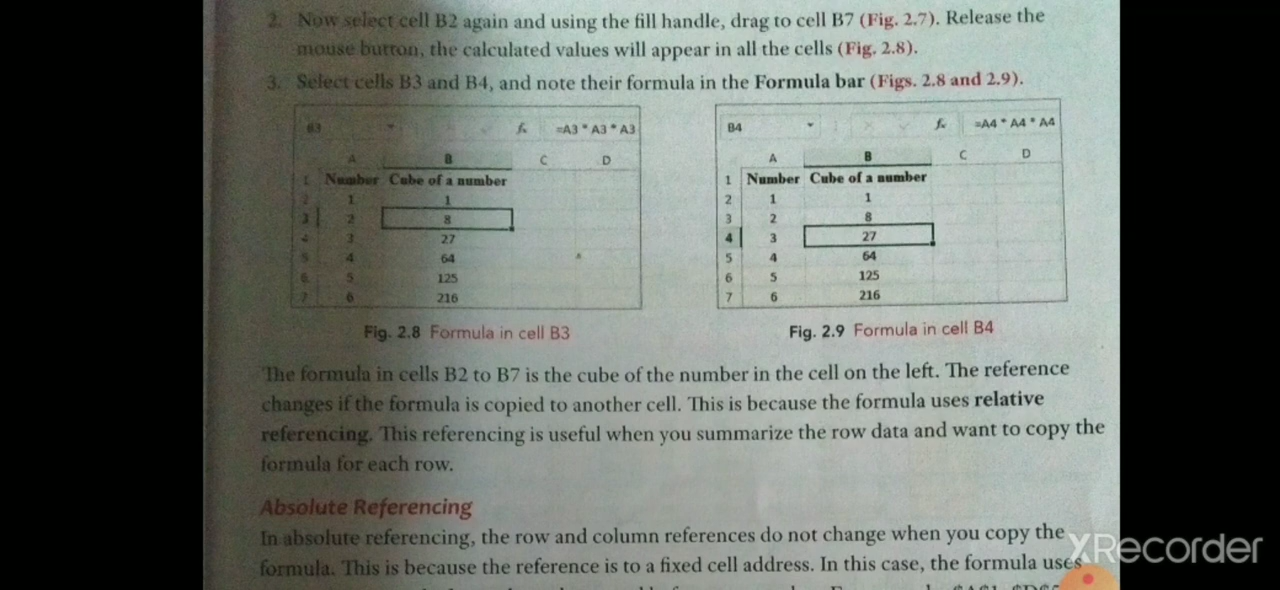 2. Now select cell B2 again and using the fill handle, drag to cell B7 (Fig. 2.7). Release the
mouse button, the calculated values will appear in all the cells (Fig. 2.8).
3. Select cells B3 and B4, and note their formula in the Formula bar (Figs. 2.8 and 2.9).
B3 fx =A3 * A3 * A3
A B C D
1 Number Cube of a number
2 1 1
3 2 8
4 3 27
5 4 64
6 5 125
7 6 216
Fig. 2.8 Formula in cell B3
B4 fx =A4 * A4 * A4
A B C D
1 Number Cube of a number
2 1 1
3 2 8
4 3 27
5 4 64
6 5 125
7 6 216
Fig. 2.9 Formula in cell B4
The formula in cells B2 to B7 is the cube of the number in the cell on the left. The reference
changes if the formula is copied to another cell. This is because the formula uses relative
referencing. This referencing is useful when you summarize the row data and want to copy the
formula for each row.
Absolute Referencing
In absolute referencing, the row and column references do not change when you copy the
formula. This is because the reference is to a fixed cell address. In this case, the formula uses
XRecorder